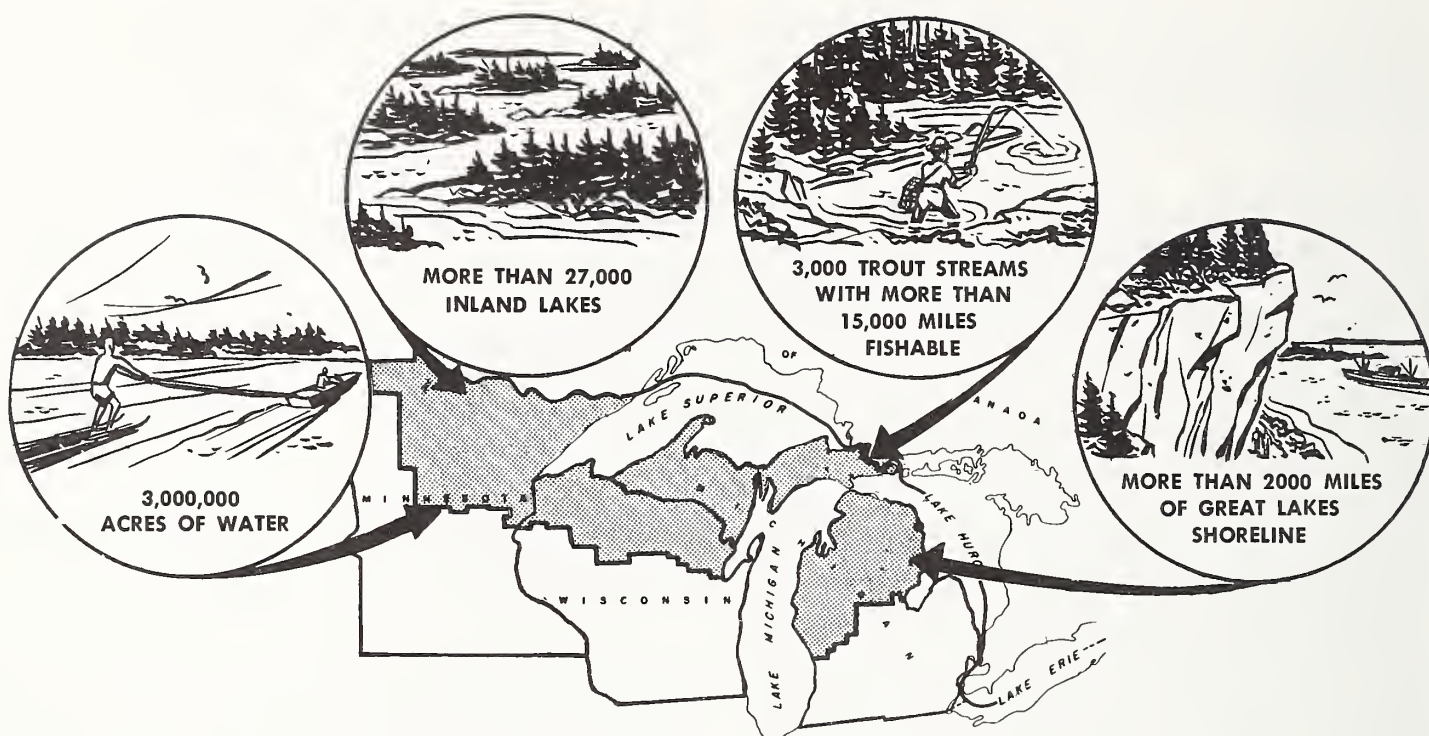 MORE THAN 27,000
INLAND LAKES
3,000 TROUT STREAMS
WITH MORE THAN
15,000 MILES
FISHABLE
3,000,000
ACRES OF WATER
MORE THAN 2000 MILES
OF GREAT LAKES
SHORELINE
OF
LAKE SUPERIOR
MINNESOTA
WISCONSIN
LAKE MICHIGAN
LAKE HURO
LAKE ERIE